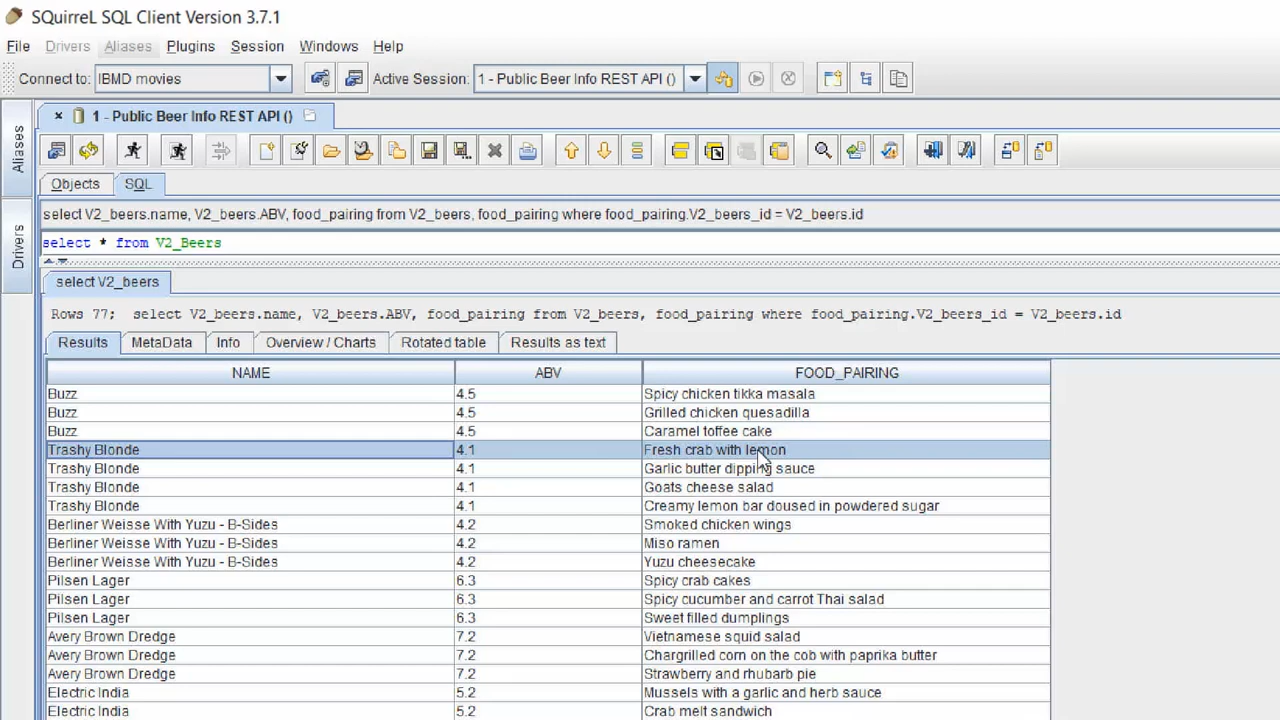 SQuirreL SQL Client Version 3.7.1
File Drivers Aliases Plugins Session Windows Help
Connect to: IBMD movies Active Session: 1 - Public Beer Info REST API ()
1 - Public Beer Info REST API ()
Aliases
Drivers
Objects SQL
select V2_beers.name, V2_beers.ABV, food_pairing from V2_beers, food_pairing where food_pairing.V2_beers_id = V2_beers.id
select * from V2_Beers
select V2_beers
Rows 77; select V2_beers.name, V2_beers.ABV, food_pairing from V2_beers, food_pairing where food_pairing.V2_beers_id = V2_beers.id
Results MetaData Info Overview / Charts Rotated table Results as text
NAME ABV FOOD_PAIRING
Buzz 4.5 Spicy chicken tikka masala
Buzz 4.5 Grilled chicken quesadilla
Buzz 4.5 Caramel toffee cake
Trashy Blonde 4.1 Fresh crab with lemon
Trashy Blonde 4.1 Garlic butter dipping sauce
Trashy Blonde 4.1 Goats cheese salad
Trashy Blonde 4.1 Creamy lemon bar doused in powdered sugar
Berliner Weisse With Yuzu - B-Sides 4.2 Smoked chicken wings
Berliner Weisse With Yuzu - B-Sides 4.2 Miso ramen
Berliner Weisse With Yuzu - B-Sides 4.2 Yuzu cheesecake
Pilsen Lager 6.3 Spicy crab cakes
Pilsen Lager 6.3 Spicy cucumber and carrot Thai salad
Pilsen Lager 6.3 Sweet filled dumplings
Avery Brown Dredge 7.2 Vietnamese squid salad
Avery Brown Dredge 7.2 Chargrilled corn on the cob with paprika butter
Avery Brown Dredge 7.2 Strawberry and rhubarb pie
Electric India 5.2 Mussels with a garlic and herb sauce
Electric India 5.2 Crab melt sandwich